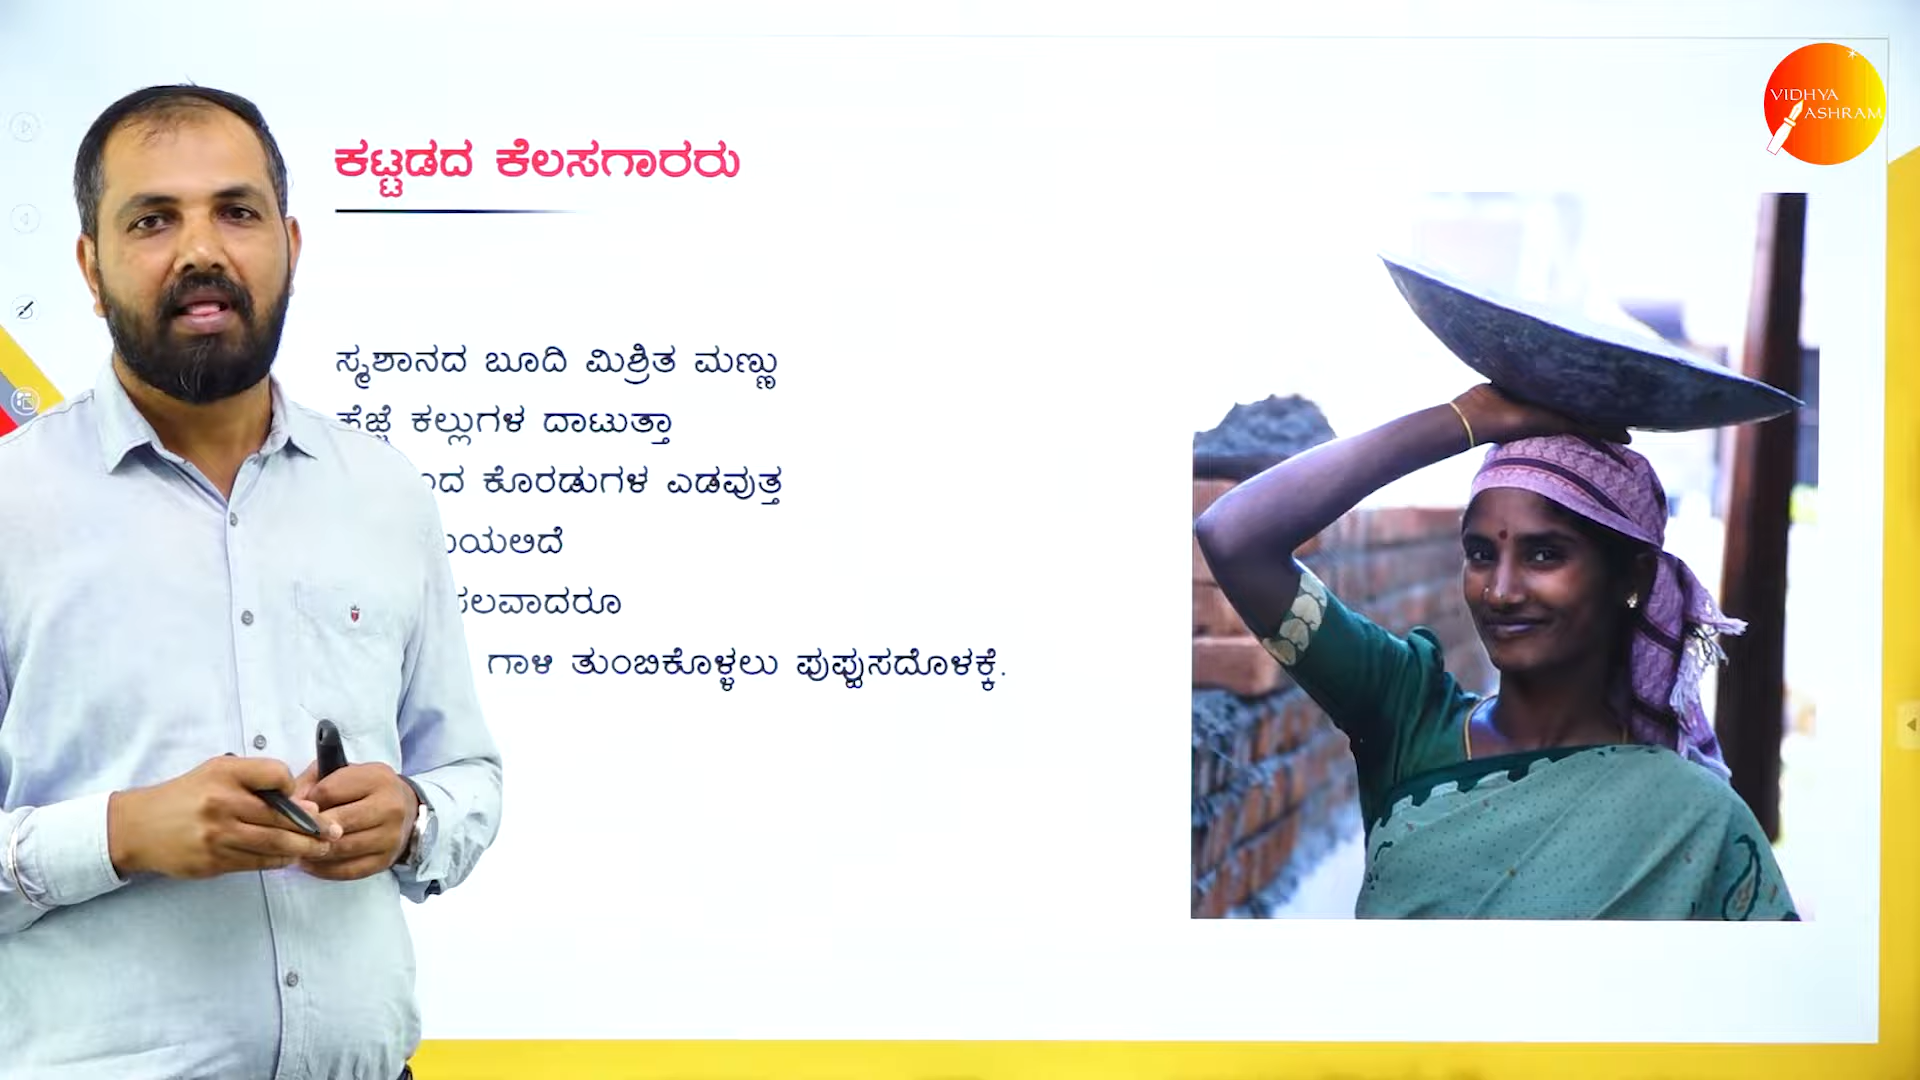 VIDHYA
ASHRAM
ಕಟ್ಟಡದ ಕೆಲಸಗಾರರು
ಸ್ಮಶಾನದ ಬೂದಿ ಮಿಶ್ರಿತ ಮಣ್ಣು
ಹೆಜ್ಜೆ ಕಲ್ಲುಗಳ ದಾಟುತ್ತಾ
ಕೊರಡುಗಳ ಎಡವುತ್ತ
ಗಾಳಿ ತುಂಬಿಕೊಳ್ಳಲು ಪುಪ್ಪುಸದೊಳಕ್ಕೆ.